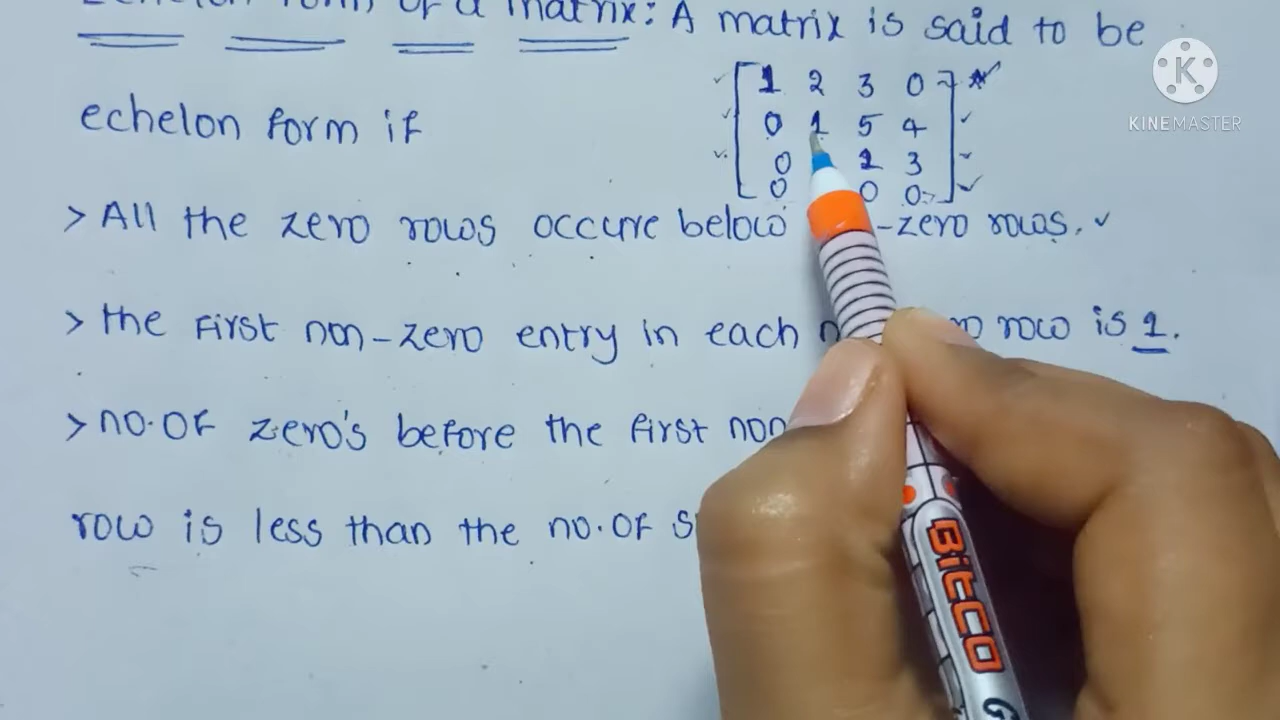 echelon form of a matrix: A matrix is said to be
echelon form if
1 2 3 0
0 1 5 4
0 1 3
0 0 0
> All the zero rows occure below -zero rows.
> the first non-zero entry in each row is 1.
> no.of zero's before the first non
row is less than the no.of
KINEMASTER
K
Bitco